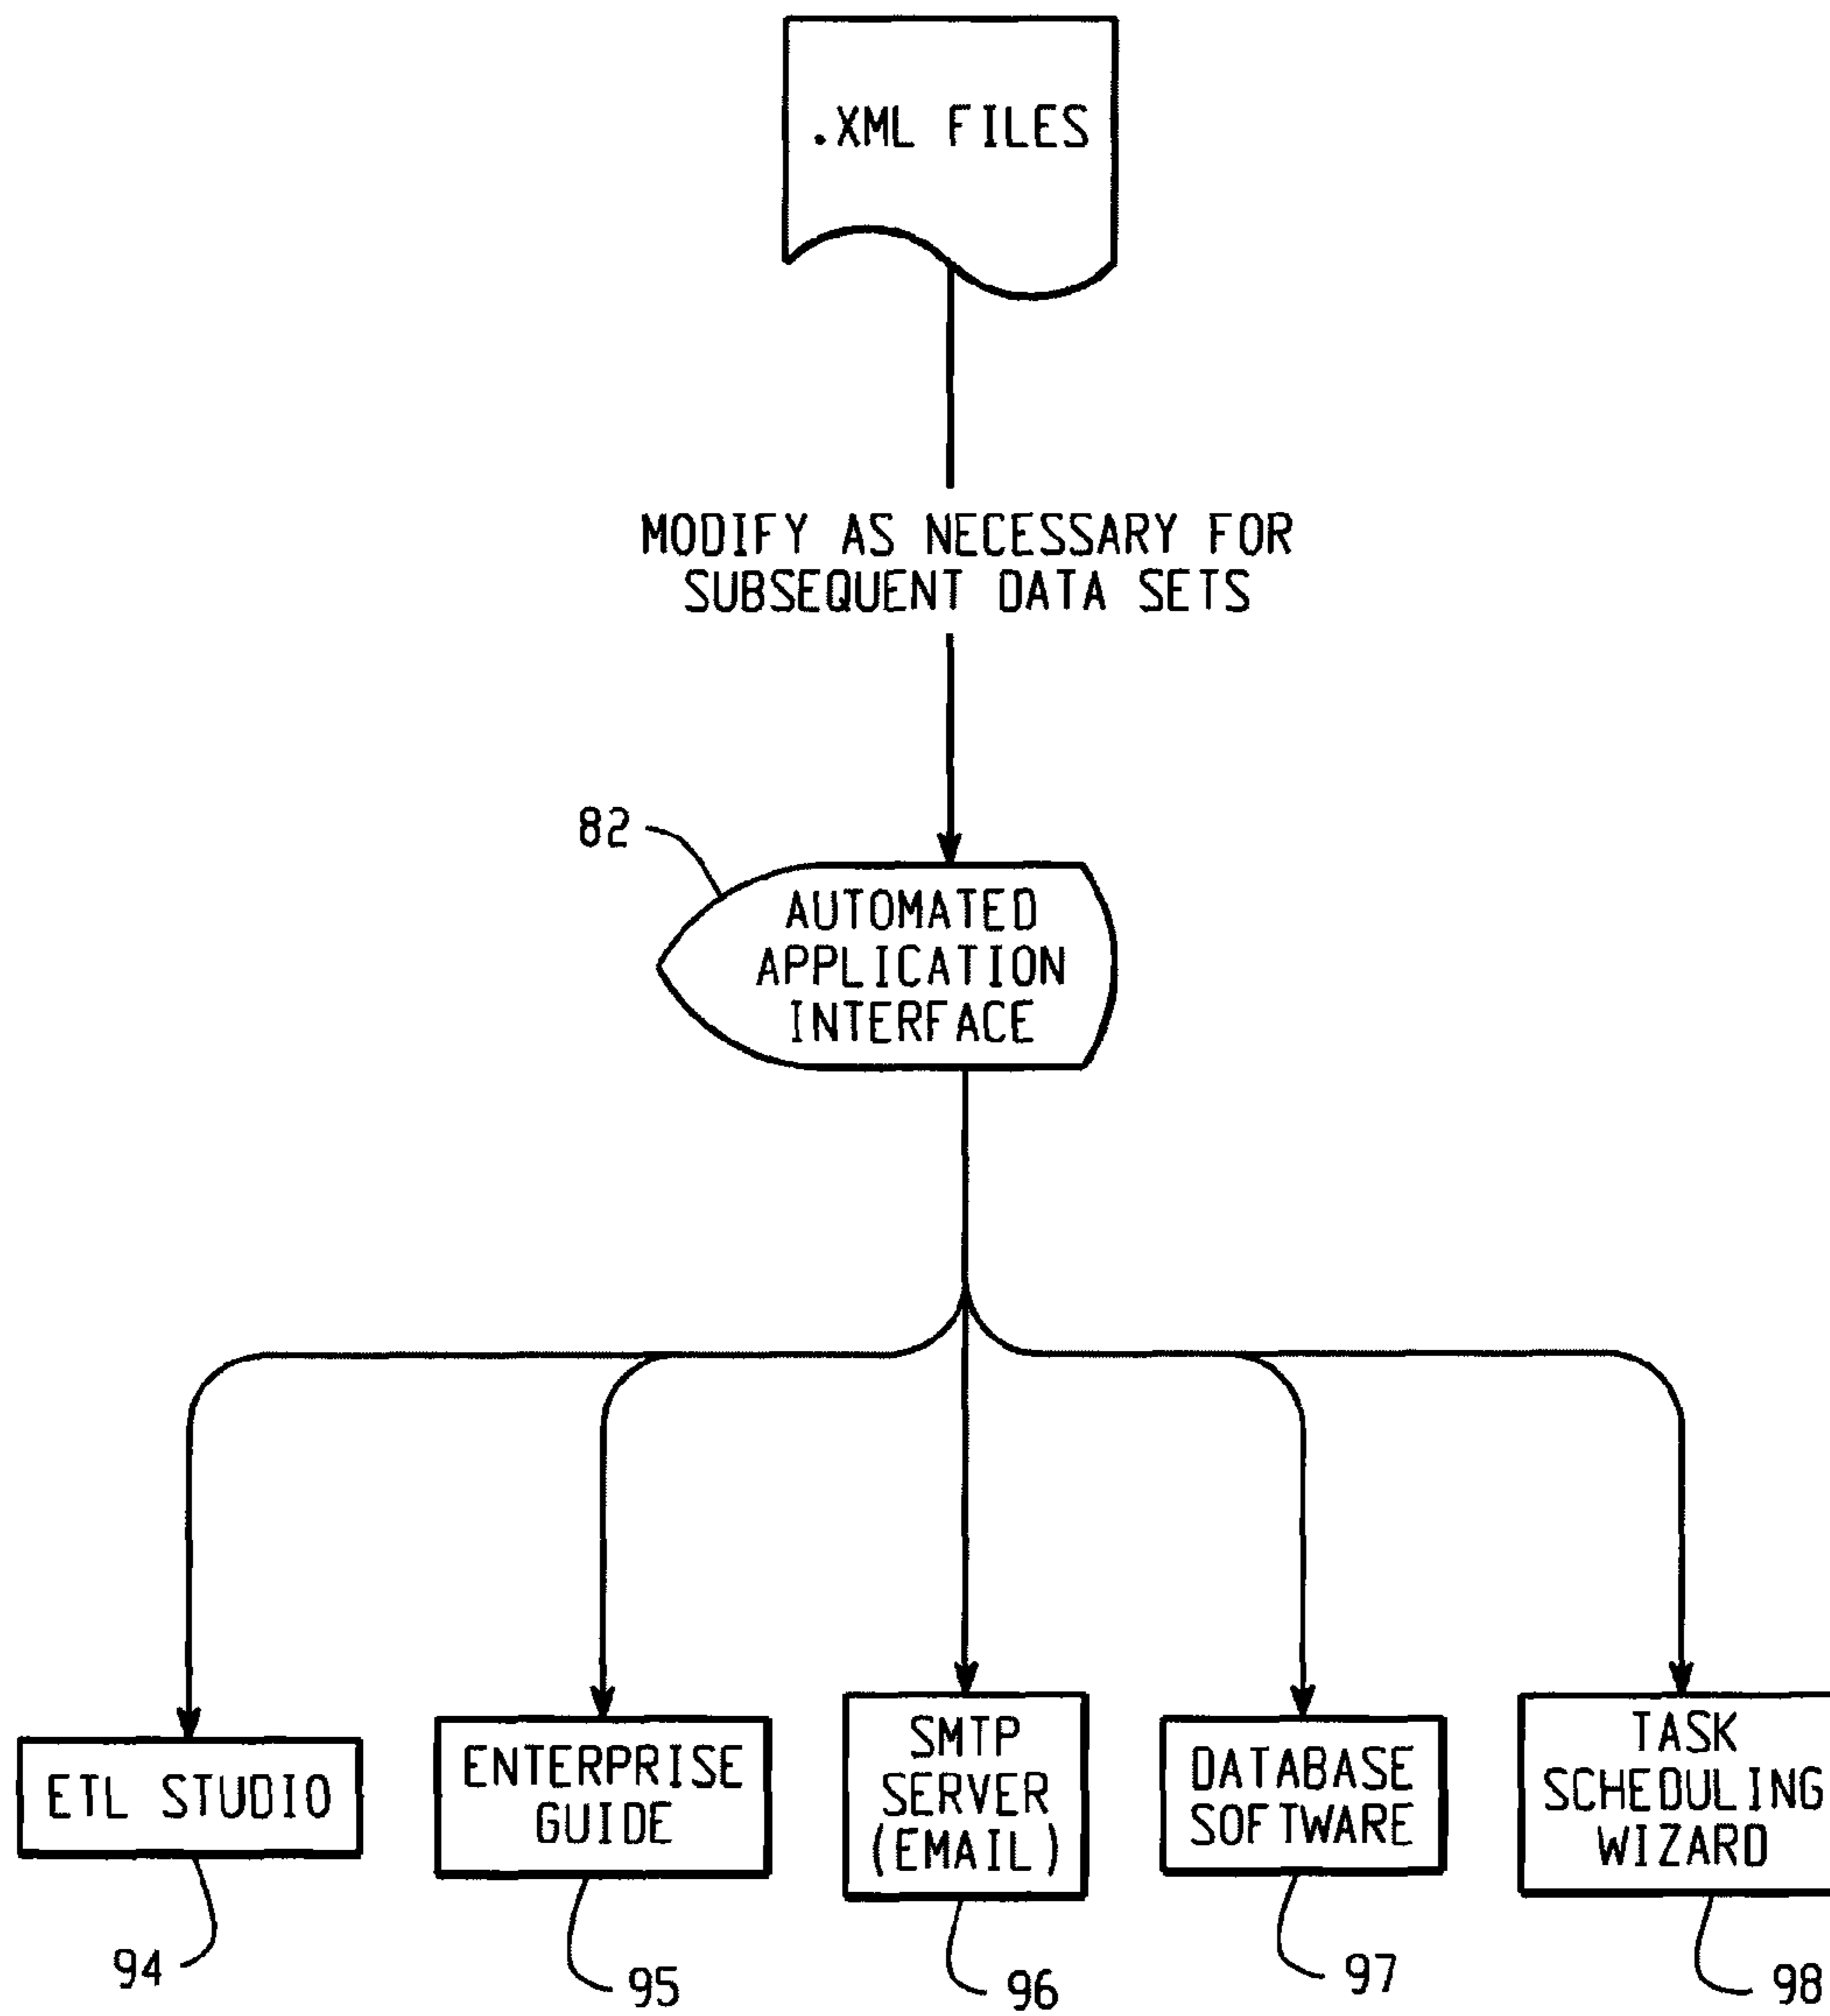 .XML FILES
MODIFY AS NECESSARY FOR
SUBSEQUENT DATA SETS
82
AUTOMATED
APPLICATION
INTERFACE
ETL STUDIO
94
ENTERPRISE
GUIDE
95
SMTP
SERVER
(EMAIL)
96
DATABASE
SOFTWARE
97
TASK
SCHEDULING
WIZARD
98